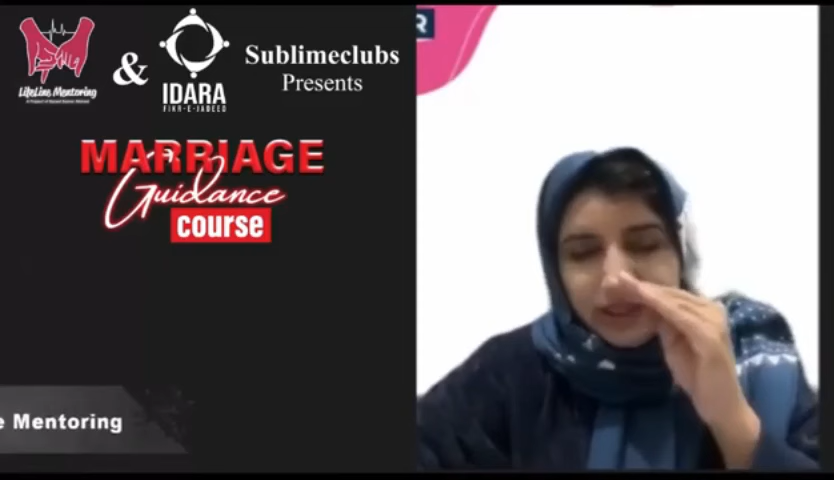 LifeLine Mentoring
&
IDARA
FIKR-E-JADEED
Sublimeclubs
Presents
MARRIAGE
Guidance
course
R
e Mentoring